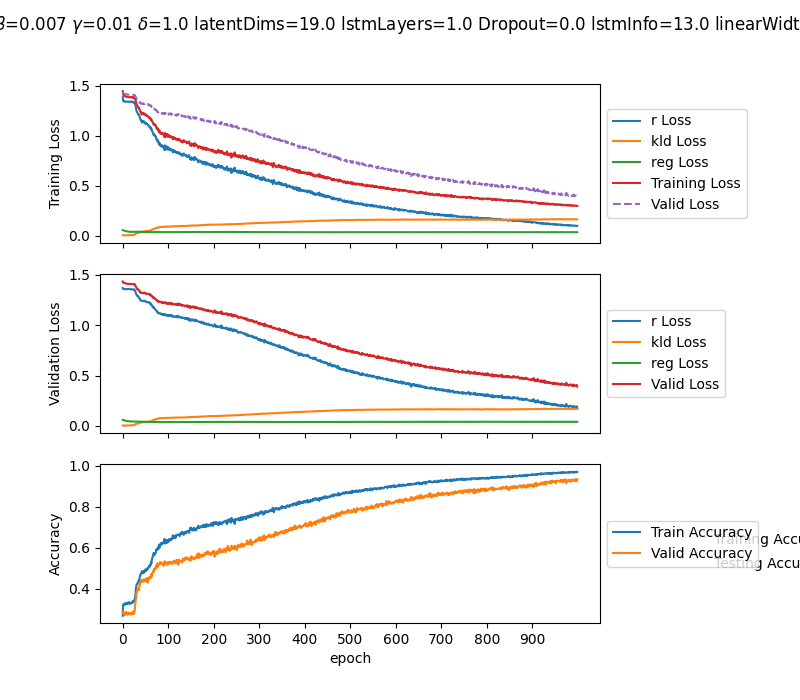 β=0.007 γ=0.01 δ=1.0 latentDims=19.0 lstmLayers=1.0 Dropout=0.0 lstmInfo=13.0 linearWidt
1.5
1.0
0.5
0.0
Training Loss
r Loss
kld Loss
reg Loss
Training Loss
Valid Loss
1.5
1.0
0.5
0.0
Validation Loss
r Loss
kld Loss
reg Loss
Valid Loss
1.0
0.8
0.6
0.4
Accuracy
Train Accuracy
Valid Accuracy
Training Accu
Testing Accu
0 100 200 300 400 500 600 700 800 900
epoch